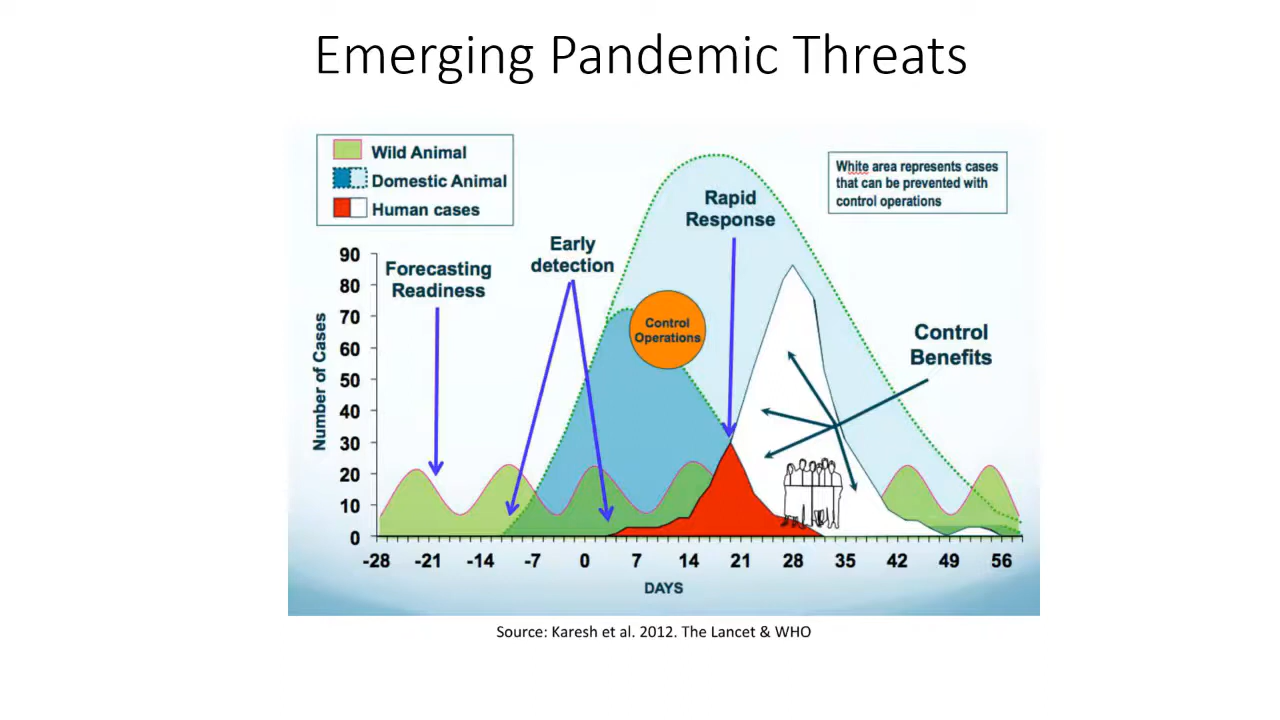 Emerging Pandemic Threats
Wild Animal
Domestic Animal
Human cases
White area represents cases
that can be prevented with
control operations
Rapid
Response
Early
detection
Forecasting
Readiness
Control
Operations
Control
Benefits
Number of Cases
90
80
70
60
50
40
30
20
10
0
-28 -21 -14 -7 0 7 14 21 28 35 42 49 56
DAYS
Source: Karesh et al. 2012. The Lancet & WHO